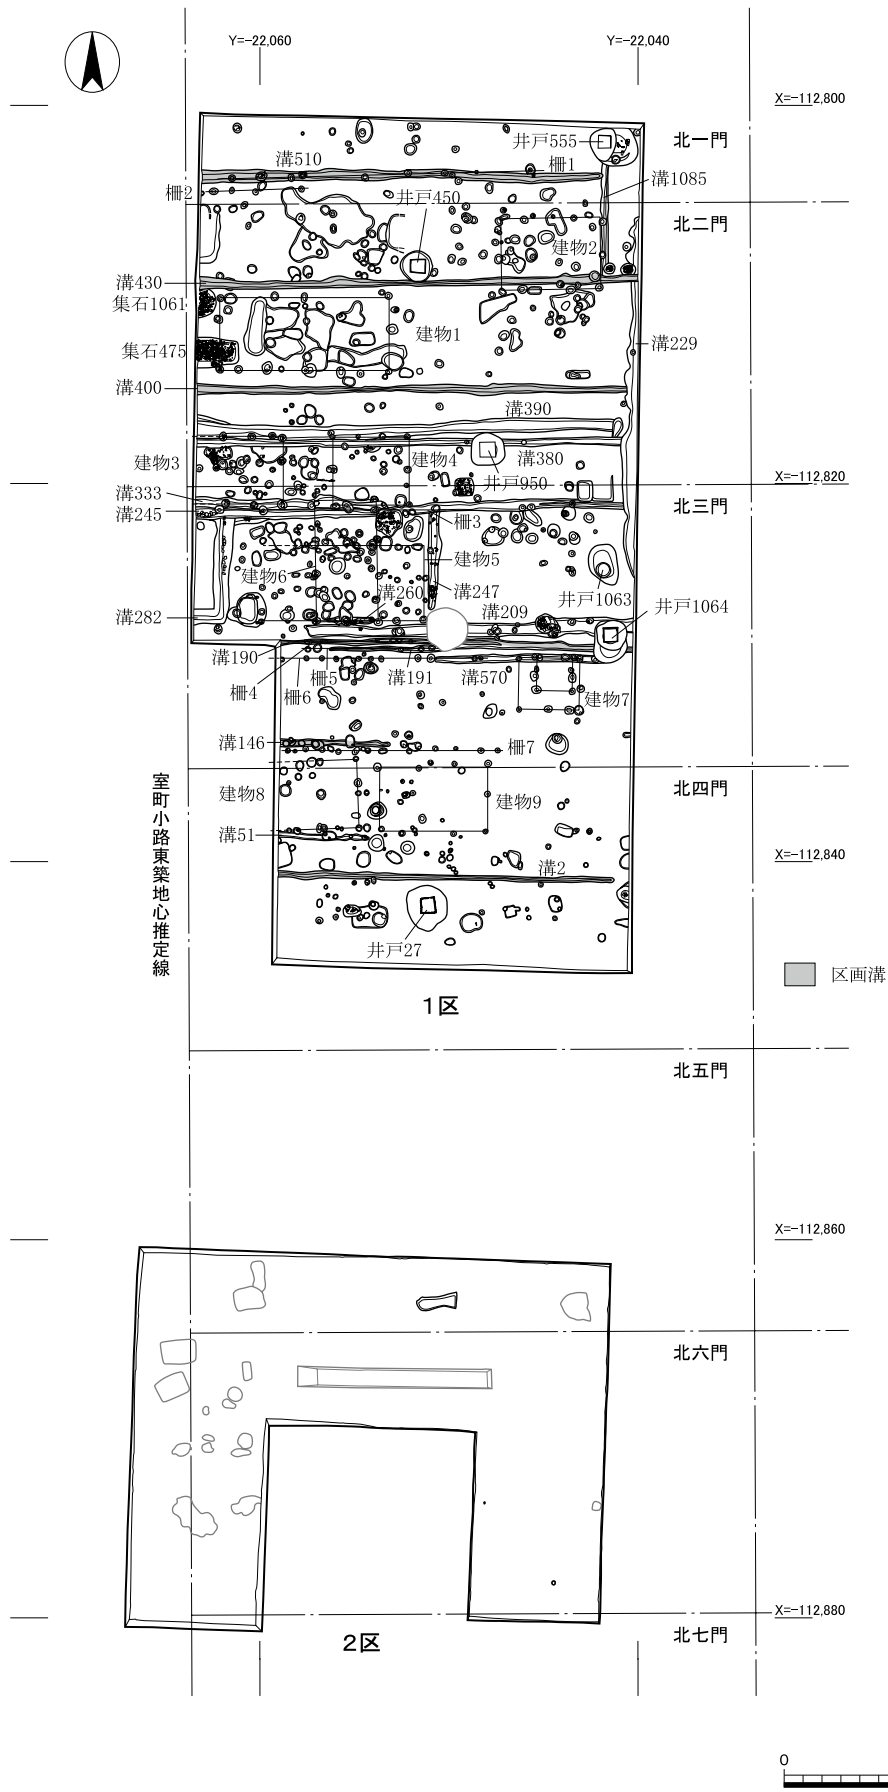 Y=-22,060
Y=-22,040
X=-112,800
北一門
井戸555
溝510
柵1
溝1085
柵2
井戸450
北二門
建物2
溝430
集石1061
建物1
溝229
集石475
溝400
溝390
建物3
建物4
溝380
井戸950
X=-112,820
溝333
北三門
溝245
柵3
建物5
建物6
溝260
溝247
井戸1063
溝209
井戸1064
溝282
溝190
柵5
溝191
溝570
柵4
柵6
建物7
溝146
柵7
北四門
建物8
建物9
溝51
X=-112,840
溝2
室町小路東築地心推定線
井戸27
区画溝
1区
北五門
X=-112,860
北六門
X=-112,880
北七門
2区
0